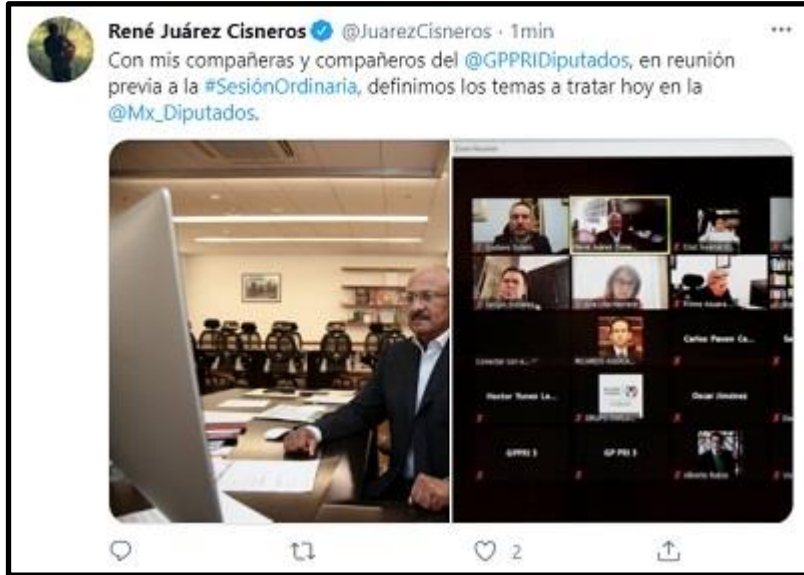 René Juárez Cisneros @JuarezCisneros · 1min
Con mis compañeras y compañeros del @GPPRIDiputados, en reunión
previa a la #SesiónOrdinaria, definimos los temas a tratar hoy en la
@Mx_Diputados.
Carlos Pavon Ca...
Hector Yunes La...
Oscar Jiménez
GPPRI 3
GP PRI 3
2